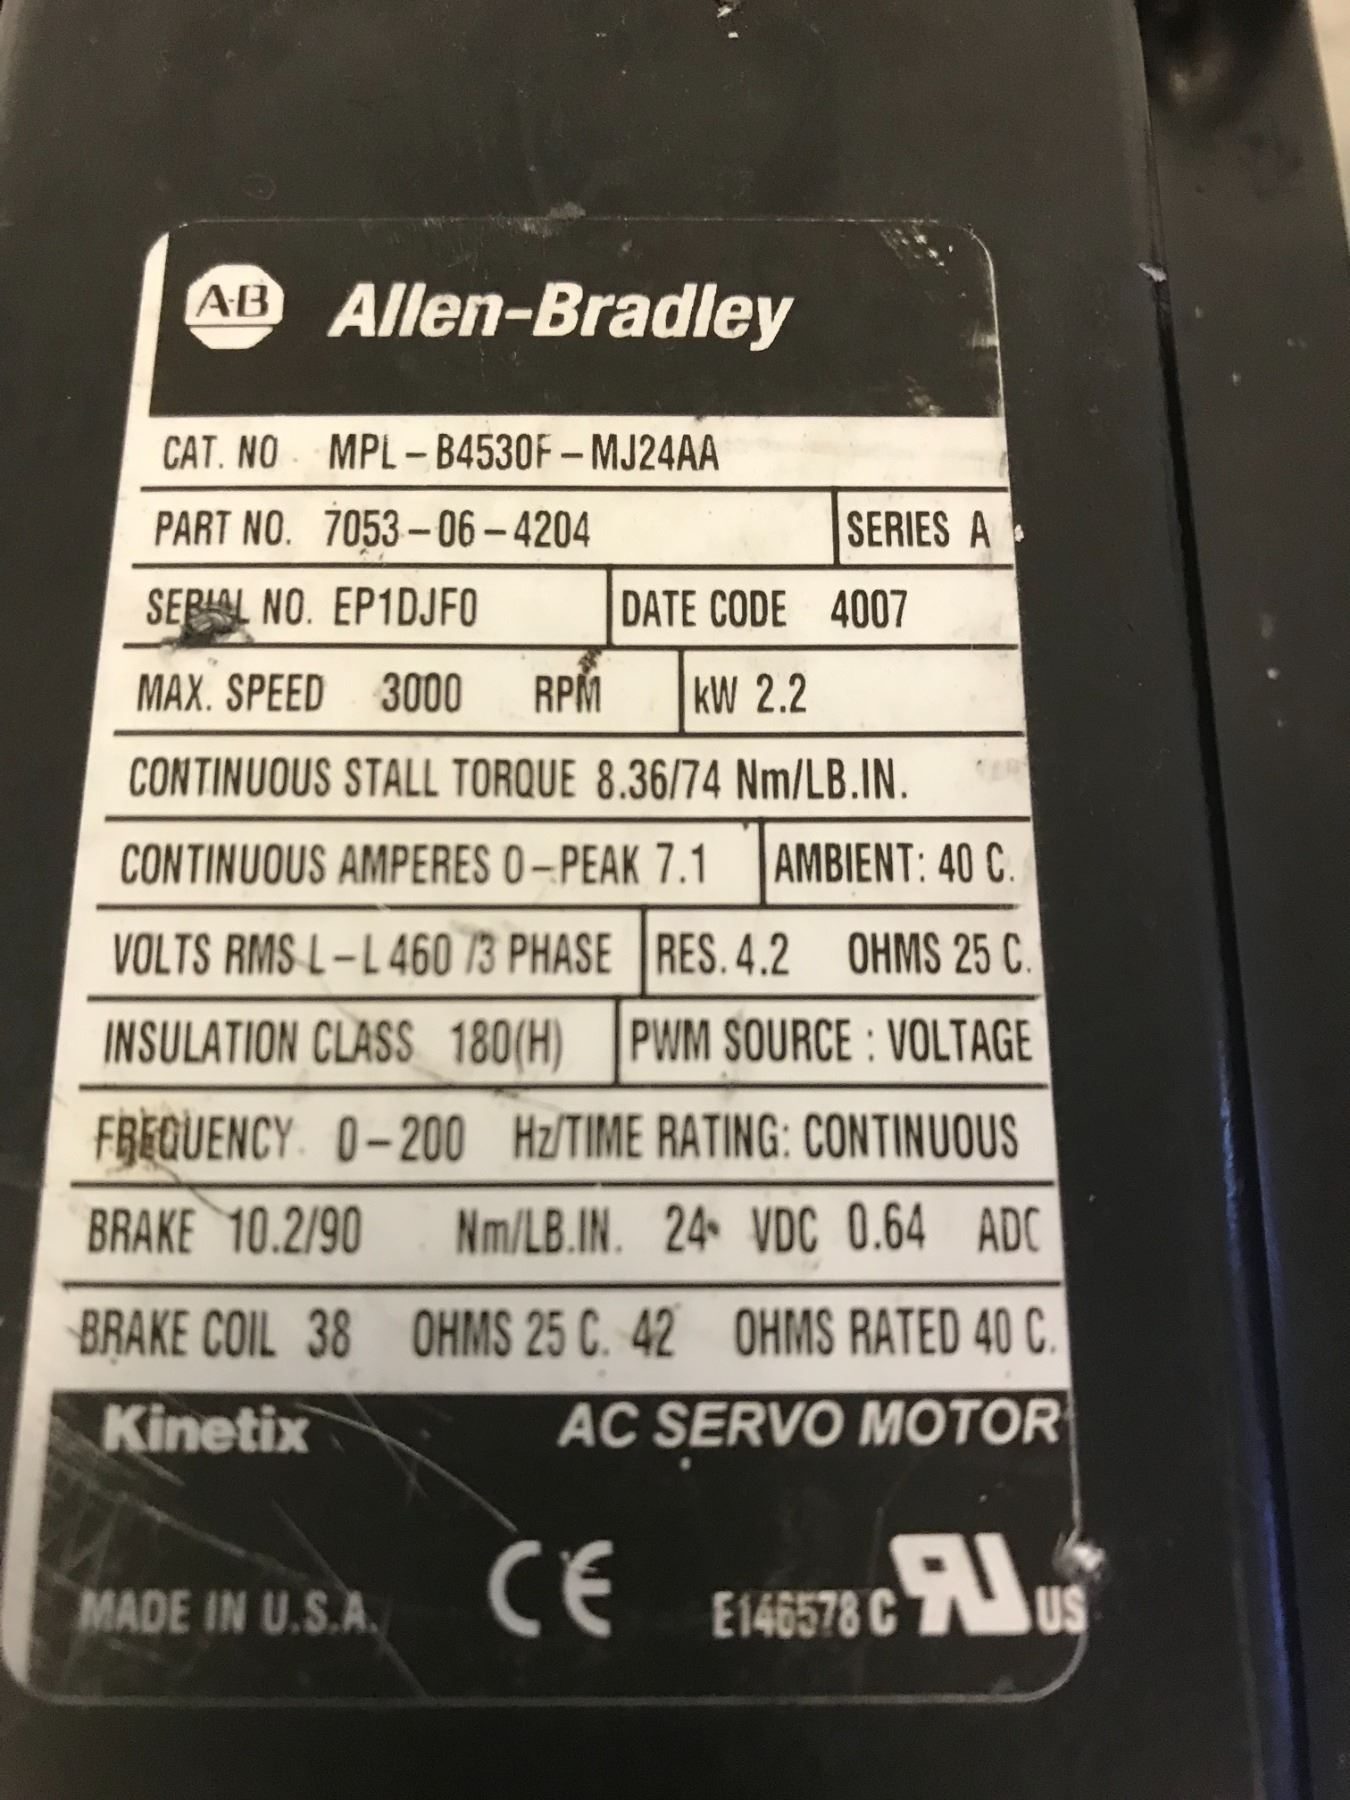 A-B Allen-Bradley
CAT. NO MPL-B4530F-MJ24AA
PART NO. 7053-06-4204 SERIES A
SERIAL NO. EP1DJF0 DATE CODE 4007
MAX. SPEED 3000 RPM kW 2.2
CONTINUOUS STALL TORQUE 8.36/74 Nm/LB.IN.
CONTINUOUS AMPERES 0-PEAK 7.1 AMBIENT: 40 C.
VOLTS RMS L-L 460 /3 PHASE RES. 4.2 OHMS 25 C.
INSULATION CLASS 180(H) PWM SOURCE : VOLTAGE
FREQUENCY 0-200 Hz/TIME RATING: CONTINUOUS
BRAKE 10.2/90 Nm/LB.IN. 24 VDC 0.64 ADC
BRAKE COIL 38 OHMS 25 C. 42 OHMS RATED 40 C.
Kinetix AC SERVO MOTOR
MADE IN U.S.A. CE E146578 C RU US